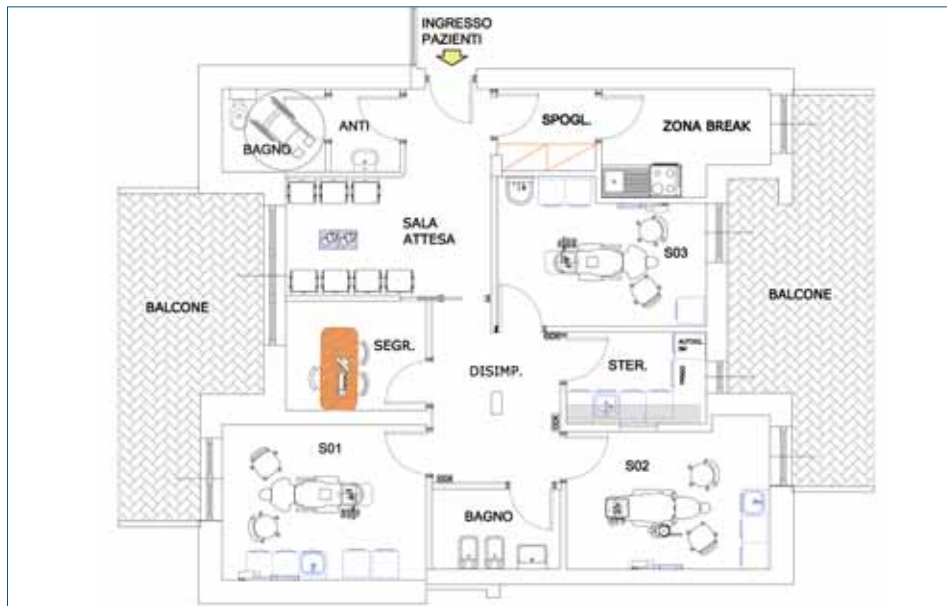 INGRESSO
PAZIENTI
ANTI
SPOGL.
ZONA BREAK
BAGNO
SALA
ATTESA
S03
BALCONE
BALCONE
SEGR.
DISIMP.
STER.
S01
S02
BAGNO